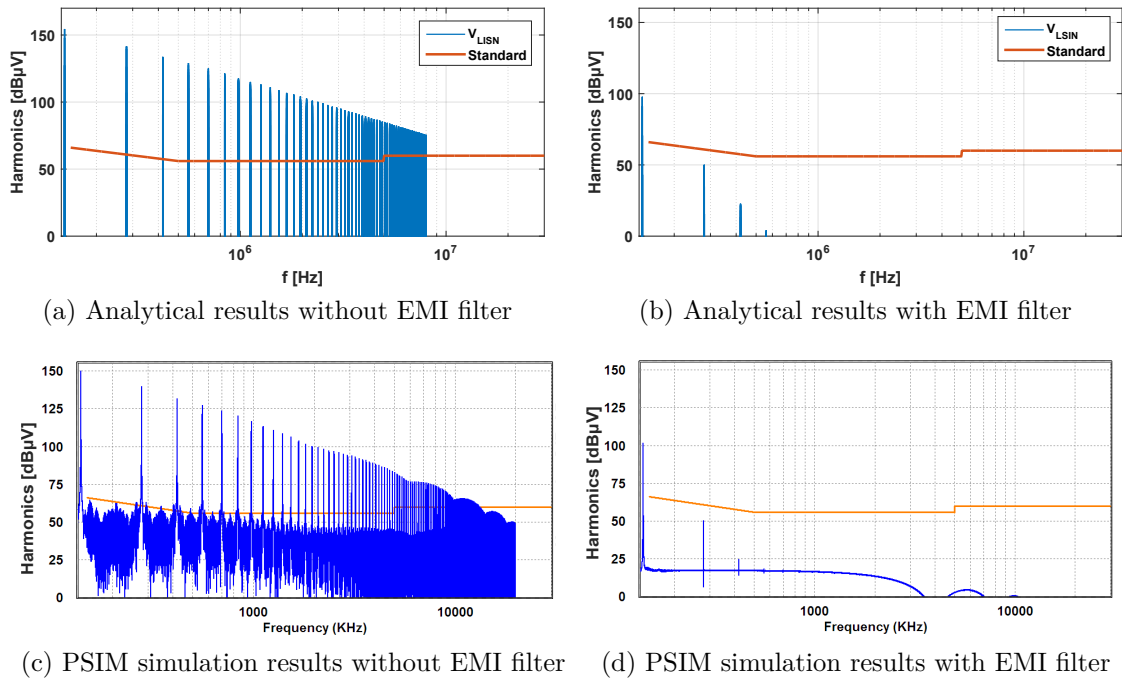 V_LISN
Standard
Harmonics [dBµV]
150
100
50
0
10^6
10^7
f [Hz]
(a) Analytical results without EMI filter
V_LSIN
Standard
Harmonics [dBµV]
150
100
50
0
10^6
10^7
f [Hz]
(b) Analytical results with EMI filter
Harmonics [dBµV]
150
125
100
75
50
25
0
1000
10000
Frequency (KHz)
(c) PSIM simulation results without EMI filter
Harmonics [dBµV]
150
125
100
75
50
25
0
1000
10000
Frequency (KHz)
(d) PSIM simulation results with EMI filter